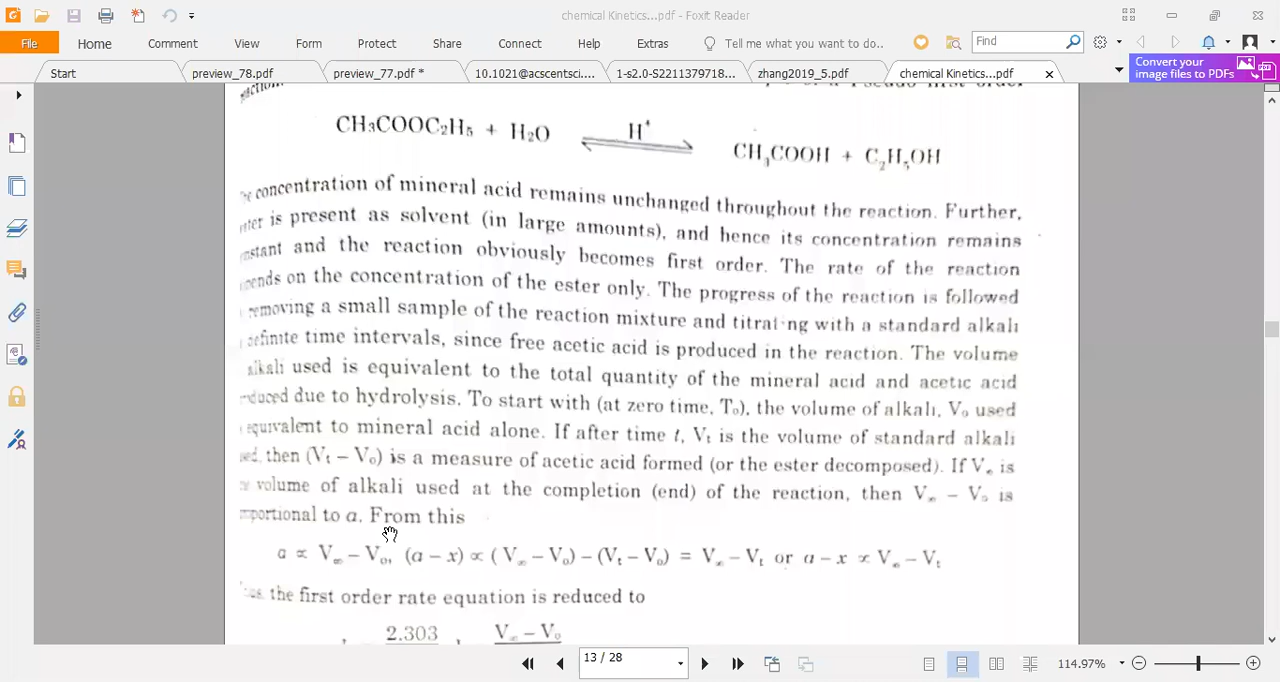 chemical Kinetics...pdf - Foxit Reader
File Home Comment View Form Protect Share Connect Help Extras Tell me what you want to do.. Find
Start preview_78.pdf preview_77.pdf * 10.1021@acscentsci.... 1-s2.0-S2211379718... zhang2019_5.pdf chemical Kinetics...pdf
Convert your
image files to PDFs
CH₃COOC₂H₅ + H₂O ⇌ H⁺ CH₃COOH + C₂H₅OH
concentration of mineral acid remains unchanged throughout the reaction. Further,
is present as solvent (in large amounts), and hence its concentration remains
and the reaction obviously becomes first order. The rate of the reaction
on the concentration of the ester only. The progress of the reaction is followed
removing a small sample of the reaction mixture and titrating with a standard alkali
time intervals, since free acetic acid is produced in the reaction. The volume
alkali used is equivalent to the total quantity of the mineral acid and acetic acid
due to hydrolysis. To start with (at zero time, T₀), the volume of alkali, V₀ used
equivalent to mineral acid alone. If after time t, Vₜ is the volume of standard alkali
then (Vₜ – V₀) is a measure of acetic acid formed (or the ester decomposed). If V∞ is
volume of alkali used at the completion (end) of the reaction, then V∞ – V₀ is
to a. From this
a ∝ V∞ – V₀, (a – x) ∝ ( V∞ – V₀) – (Vₜ – V₀) = V∞ – Vₜ or a – x ∝ V∞ – Vₜ
the first order rate equation is reduced to
2.303 V∞ – V₀
13 / 28 114.97%